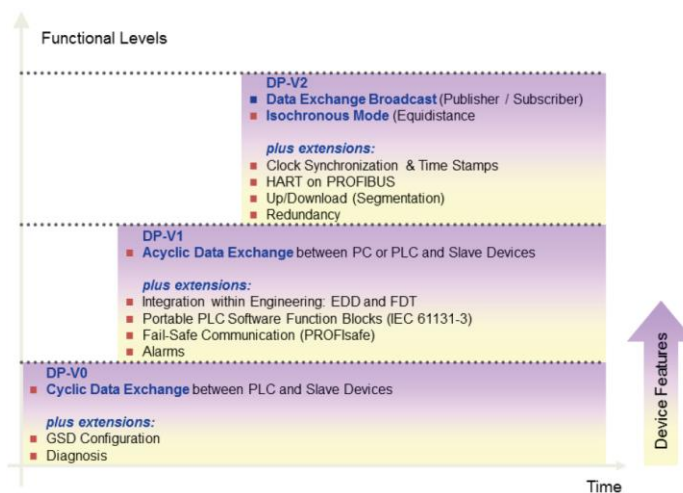 Functional Levels
DP-V2
Data Exchange Broadcast (Publisher / Subscriber)
Isochronous Mode (Equidistance
plus extensions:
Clock Synchronization & Time Stamps
HART on PROFIBUS
Up/Download (Segmentation)
Redundancy
DP-V1
Acyclic Data Exchange between PC or PLC and Slave Devices
plus extensions:
Integration within Engineering: EDD and FDT
Portable PLC Software Function Blocks (IEC 61131-3)
Fail-Safe Communication (PROFIsafe)
Alarms
DP-V0
Cyclic Data Exchange between PLC and Slave Devices
plus extensions:
GSD Configuration
Diagnosis
Device Features
Time